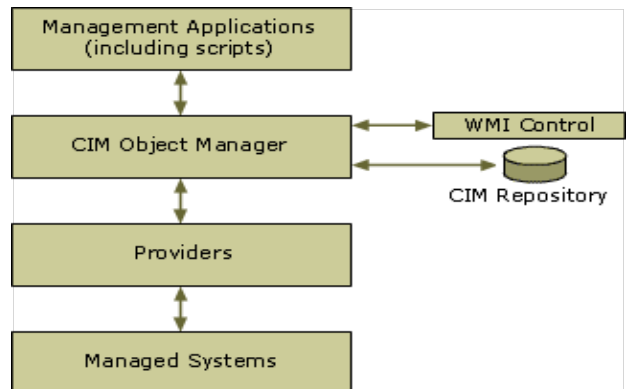 Management Applications
(including scripts)
CIM Object Manager
WMI Control
CIM Repository
Providers
Managed Systems